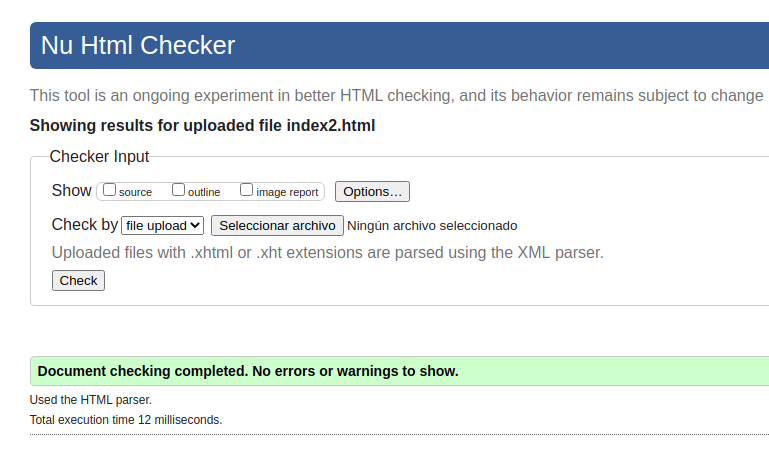 Nu Html Checker
This tool is an ongoing experiment in better HTML checking, and its behavior remains subject to change
Showing results for uploaded file index2.html
Checker Input
Show source outline image report Options...
Check by file upload Seleccionar archivo Ningún archivo seleccionado
Uploaded files with .xhtml or .xht extensions are parsed using the XML parser.
Check
Document checking completed. No errors or warnings to show.
Used the HTML parser.
Total execution time 12 milliseconds.